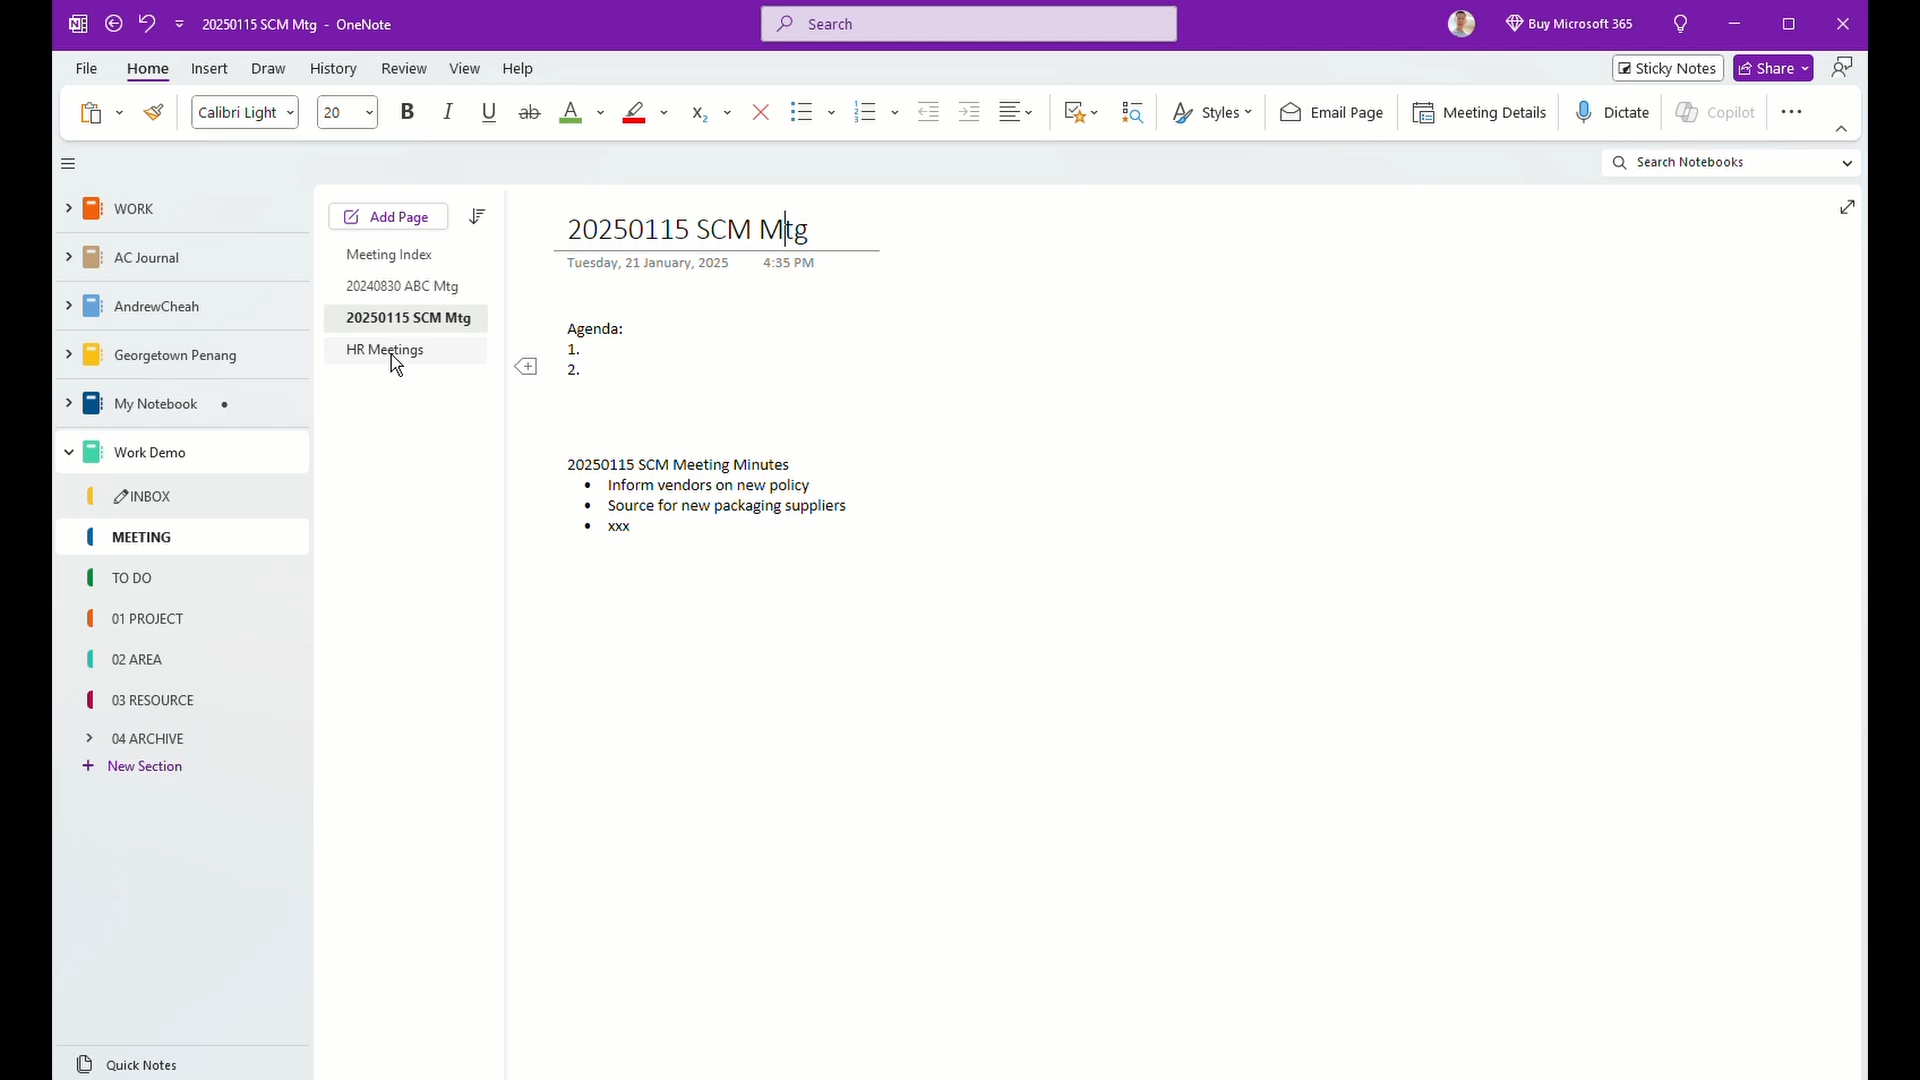 20250115 SCM Mtg - OneNote
Search
Buy Microsoft 365
File Home Insert Draw History Review View Help
Sticky Notes
Share
Calibri Light
20
Styles
Email Page
Meeting Details
Dictate
Copilot
Search Notebooks
WORK
AC Journal
AndrewCheah
Georgetown Penang
My Notebook
Work Demo
INBOX
MEETING
TO DO
01 PROJECT
02 AREA
03 RESOURCE
04 ARCHIVE
+ New Section
Quick Notes
Add Page
Meeting Index
20240830 ABC Mtg
20250115 SCM Mtg
HR Meetings
20250115 SCM Mtg
Tuesday, 21 January, 2025 4:35 PM
Agenda:
1.
2.
20250115 SCM Meeting Minutes
• Inform vendors on new policy
• Source for new packaging suppliers
• xxx